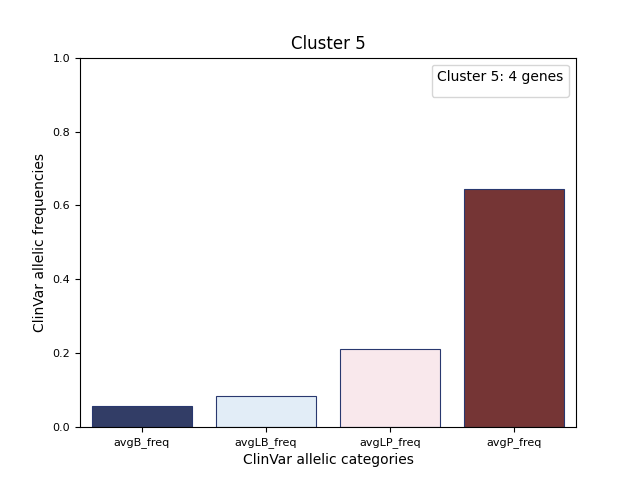 Cluster 5
Cluster 5: 4 genes
ClinVar allelic frequencies
1.0
0.8
0.6
0.4
0.2
0.0
avgB_freq avgLB_freq avgLP_freq avgP_freq
ClinVar allelic categories